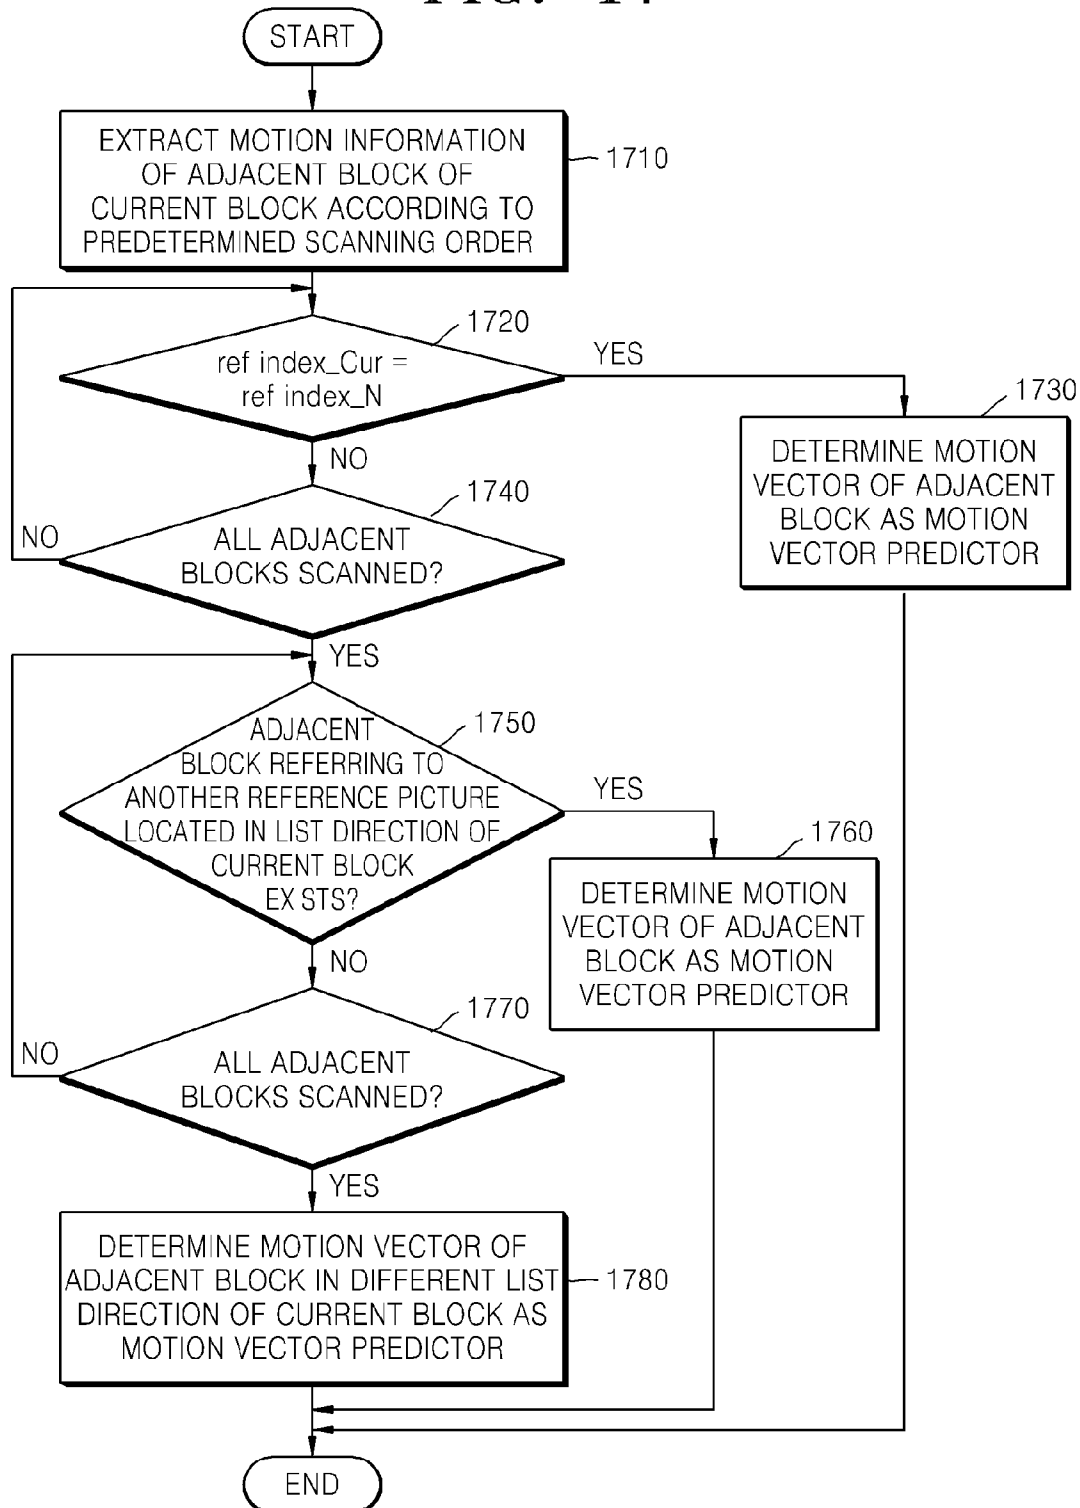 START
EXTRACT MOTION INFORMATION
OF ADJACENT BLOCK OF
CURRENT BLOCK ACCORDING TO
PREDETERMINED SCANNING ORDER
1710
1720
ref index_Cur =
ref index_N
YES
1730
DETERMINE MOTION
VECTOR OF ADJACENT
BLOCK AS MOTION
VECTOR PREDICTOR
NO
1740
NO
ALL ADJACENT
BLOCKS SCANNED?
YES
1750
ADJACENT
BLOCK REFERRING TO
ANOTHER REFERENCE PICTURE
LOCATED IN LIST DIRECTION OF
CURRENT BLOCK
EX STS?
YES
1760
DETERMINE MOTION
VECTOR OF ADJACENT
BLOCK AS MOTION
VECTOR PREDICTOR
NO
1770
NO
ALL ADJACENT
BLOCKS SCANNED?
YES
DETERMINE MOTION VECTOR OF
ADJACENT BLOCK IN DIFFERENT LIST
DIRECTION OF CURRENT BLOCK AS
MOTION VECTOR PREDICTOR
1780
END